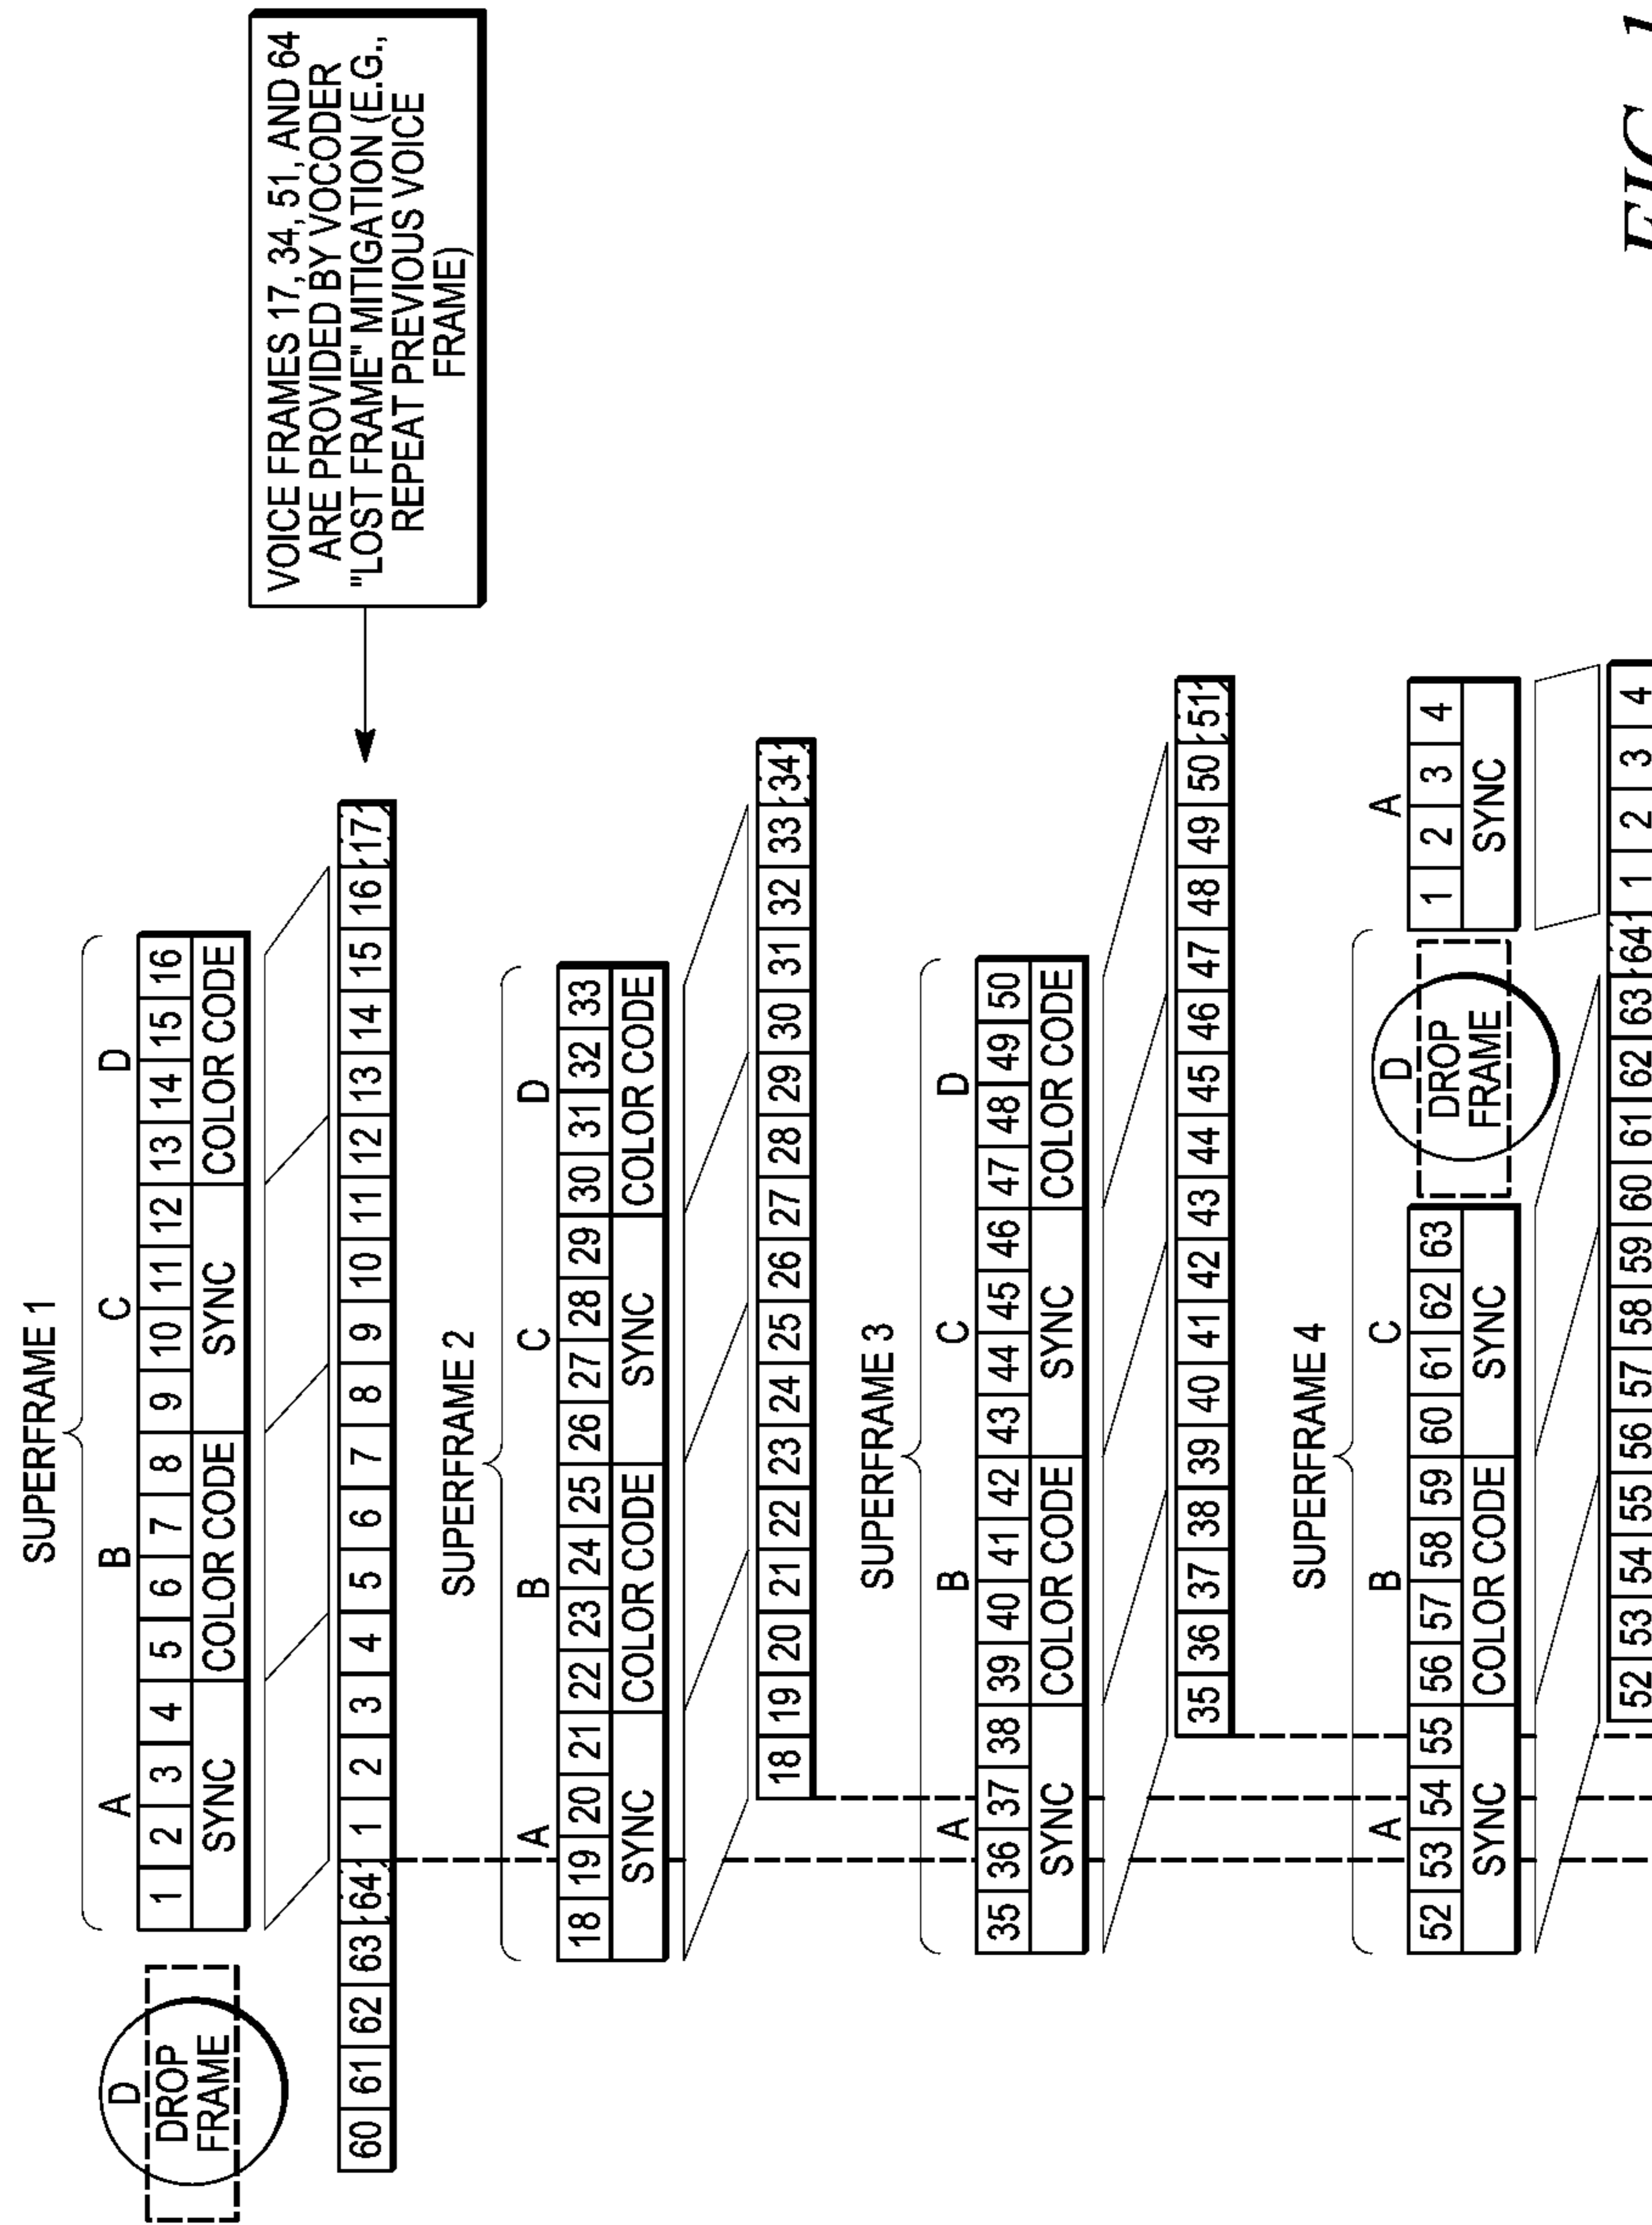 SUPERFRAME 1
D A B C D
DROP
FRAME
1 2 3 4 5 6 7 8 9 10 11 12 13 14 15 16
SYNC COLOR CODE SYNC COLOR CODE
VOICE FRAMES 17, 34, 51, AND 64
ARE PROVIDED BY VOCODER
"LOST FRAME" MITIGATION (E.G.,
REPEAT PREVIOUS VOICE
FRAME)
60 61 62 63 64 1 2 3 4 5 6 7 8 9 10 11 12 13 14 15 16 17
SUPERFRAME 2
A B C D
18 19 20 21 22 23 24 25 26 27 28 29 30 31 32 33
SYNC COLOR CODE SYNC COLOR CODE
18 19 20 21 22 23 24 25 26 27 28 29 30 31 32 33 34
SUPERFRAME 3
A B C D
35 36 37 38 39 40 41 42 43 44 45 46 47 48 49 50
SYNC COLOR CODE SYNC COLOR CODE
35 36 37 38 39 40 41 42 43 44 45 46 47 48 49 50 51
SUPERFRAME 4
A B C D A
52 53 54 55 56 57 58 59 60 61 62 63 DROP FRAME 1 2 3 4
SYNC COLOR CODE SYNC SYNC
52 53 54 55 56 57 58 59 60 61 62 63 64 1 2 3 4
FIG 1